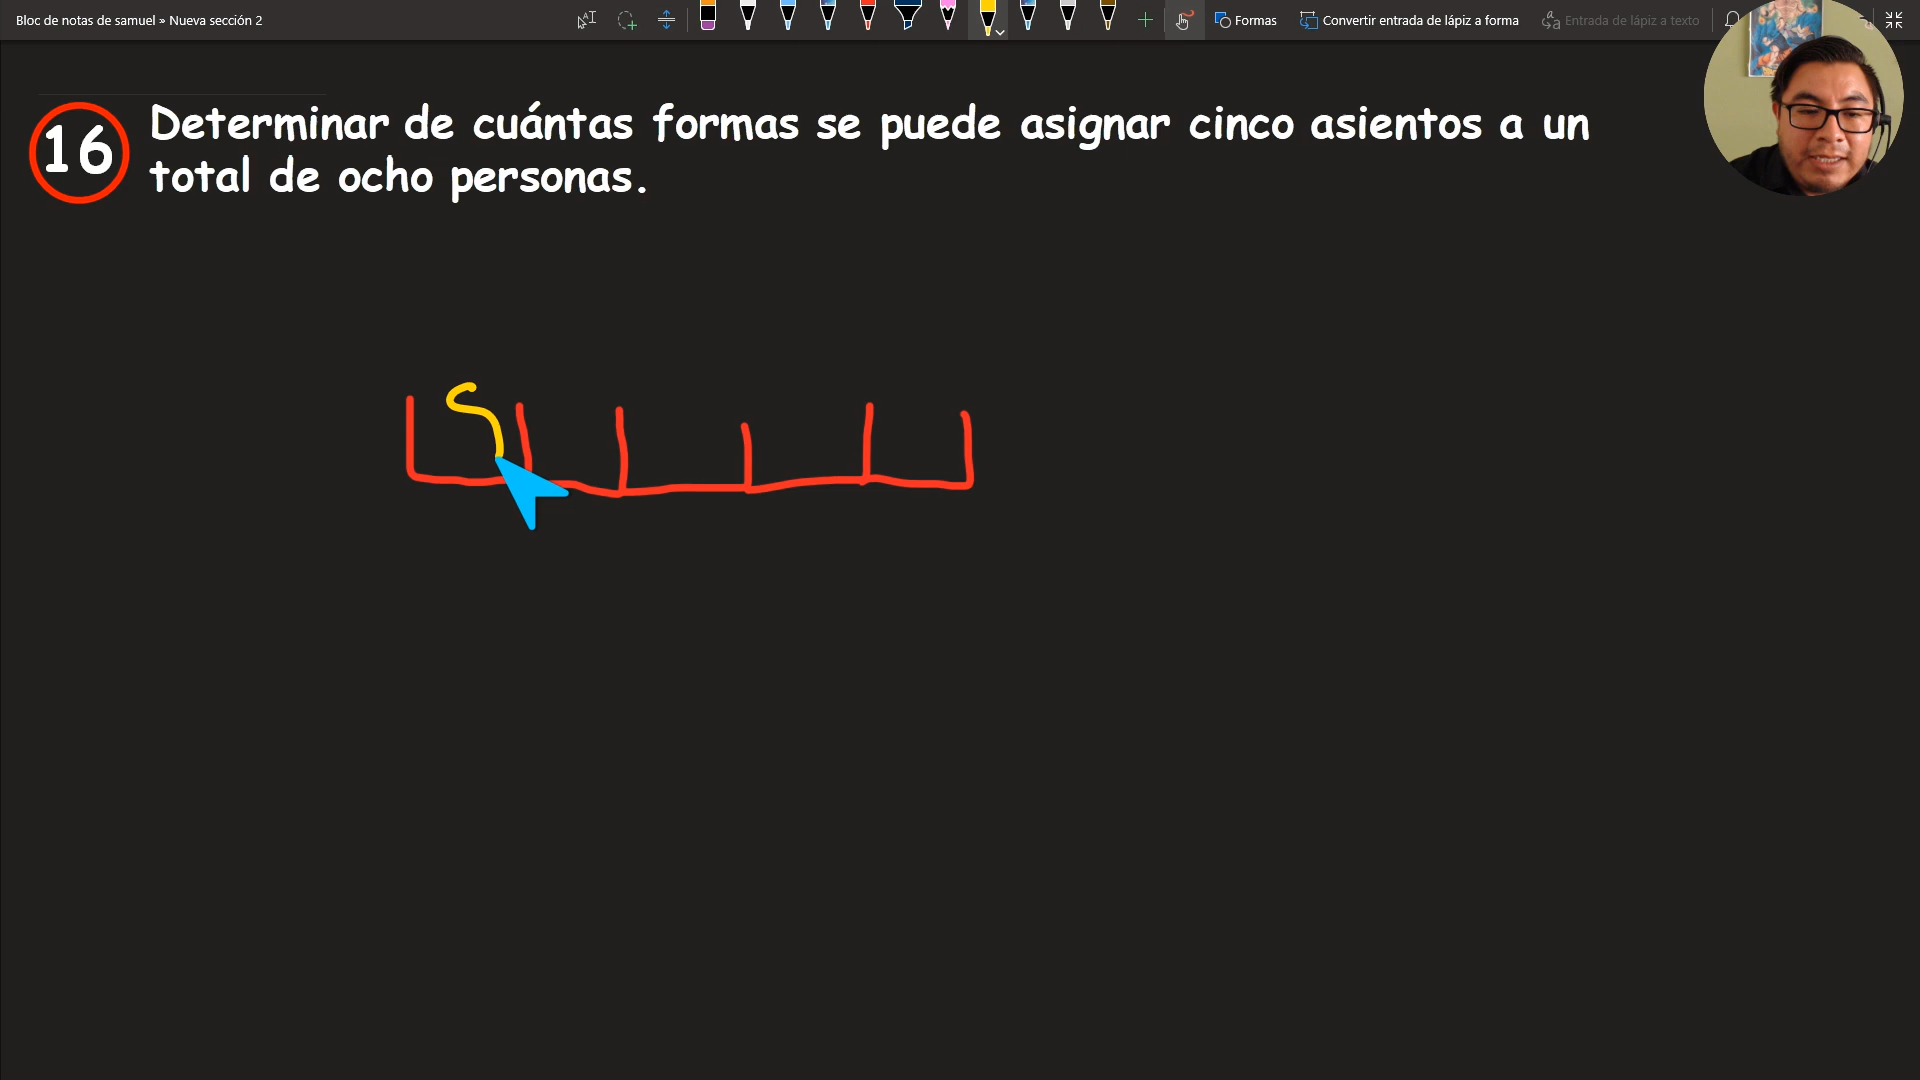 Bloc de notas de samuel » Nueva sección 2
Formas
Convertir entrada de lápiz a forma
Entrada de lápiz a texto
16
Determinar de cuántas formas se puede asignar cinco asientos a un
total de ocho personas.